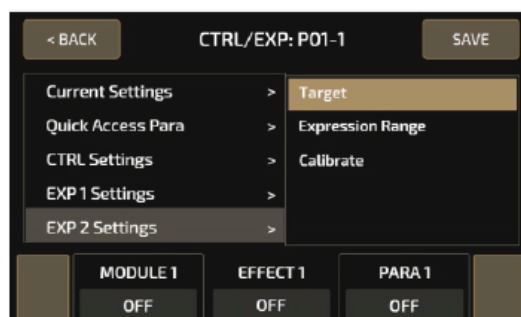 < BACK CTRL/EXP: P01-1 SAVE
Current Settings > Target
Quick Access Para > Expression Range
CTRL Settings > Calibrate
EXP 1 Settings >
EXP 2 Settings >
MODULE 1 EFFECT 1 PARA 1
OFF OFF OFF